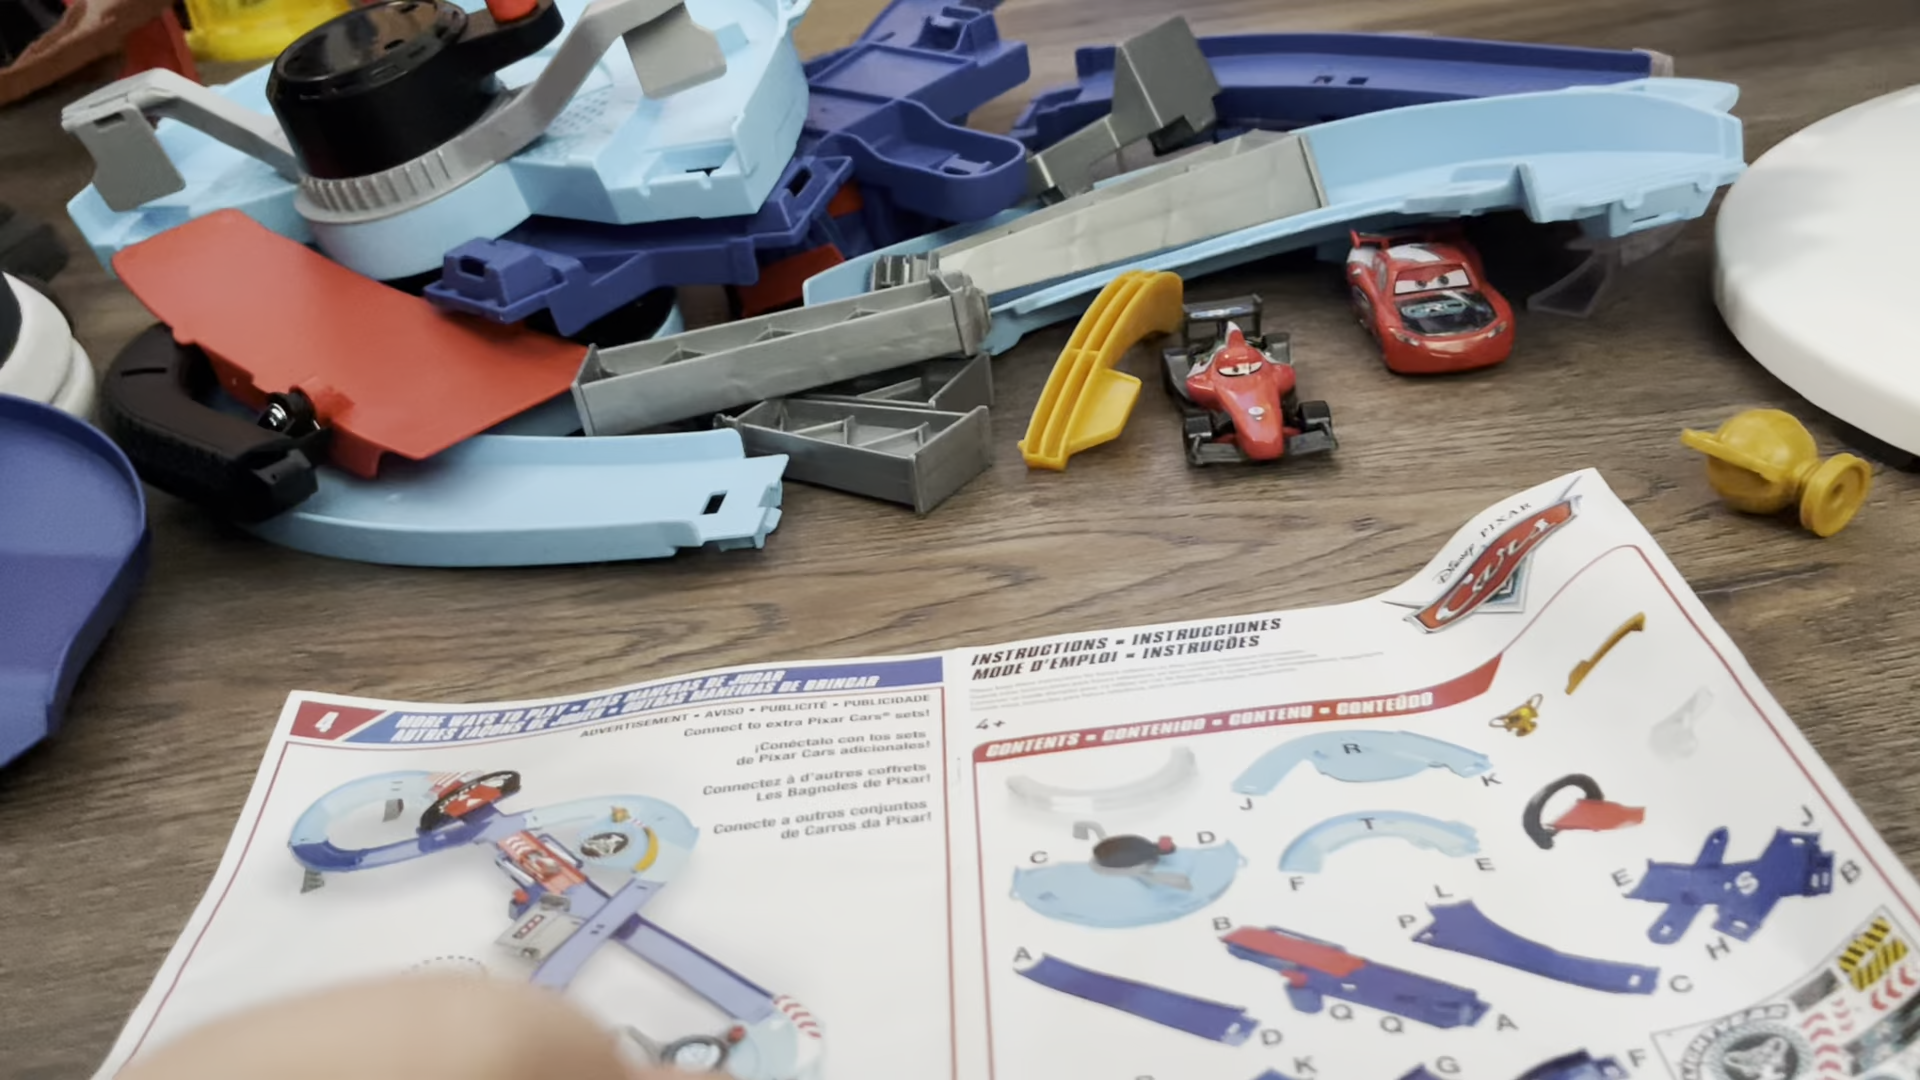 Disney PIXAR
Cars
INSTRUCTIONS • INSTRUCCIONES
MODE D'EMPLOI • INSTRUÇÕES
4+
CONTENTS • CONTENIDO • CONTENU • CONTEÚDO
R
J
K
T
F
E
C
D
A
D
B
Q
Q
A
P
L
C
E
S
J
B
H
K
G
F
4
MORE WAYS TO PLAY • MÁS MANERAS DE JUGAR
AUTRES FAÇONS DE JOUER • OUTRAS MANEIRAS DE BRINCAR
ADVERTISEMENT • AVISO • PUBLICITÉ • PUBLICIDADE
Connect to extra Pixar Cars® sets!
¡Conéctalo con los sets
de Pixar Cars adicionales!
Connectez à d'autres coffrets
Les Bagnoles de Pixar!
Conecte a outros conjuntos
de Carros da Pixar!